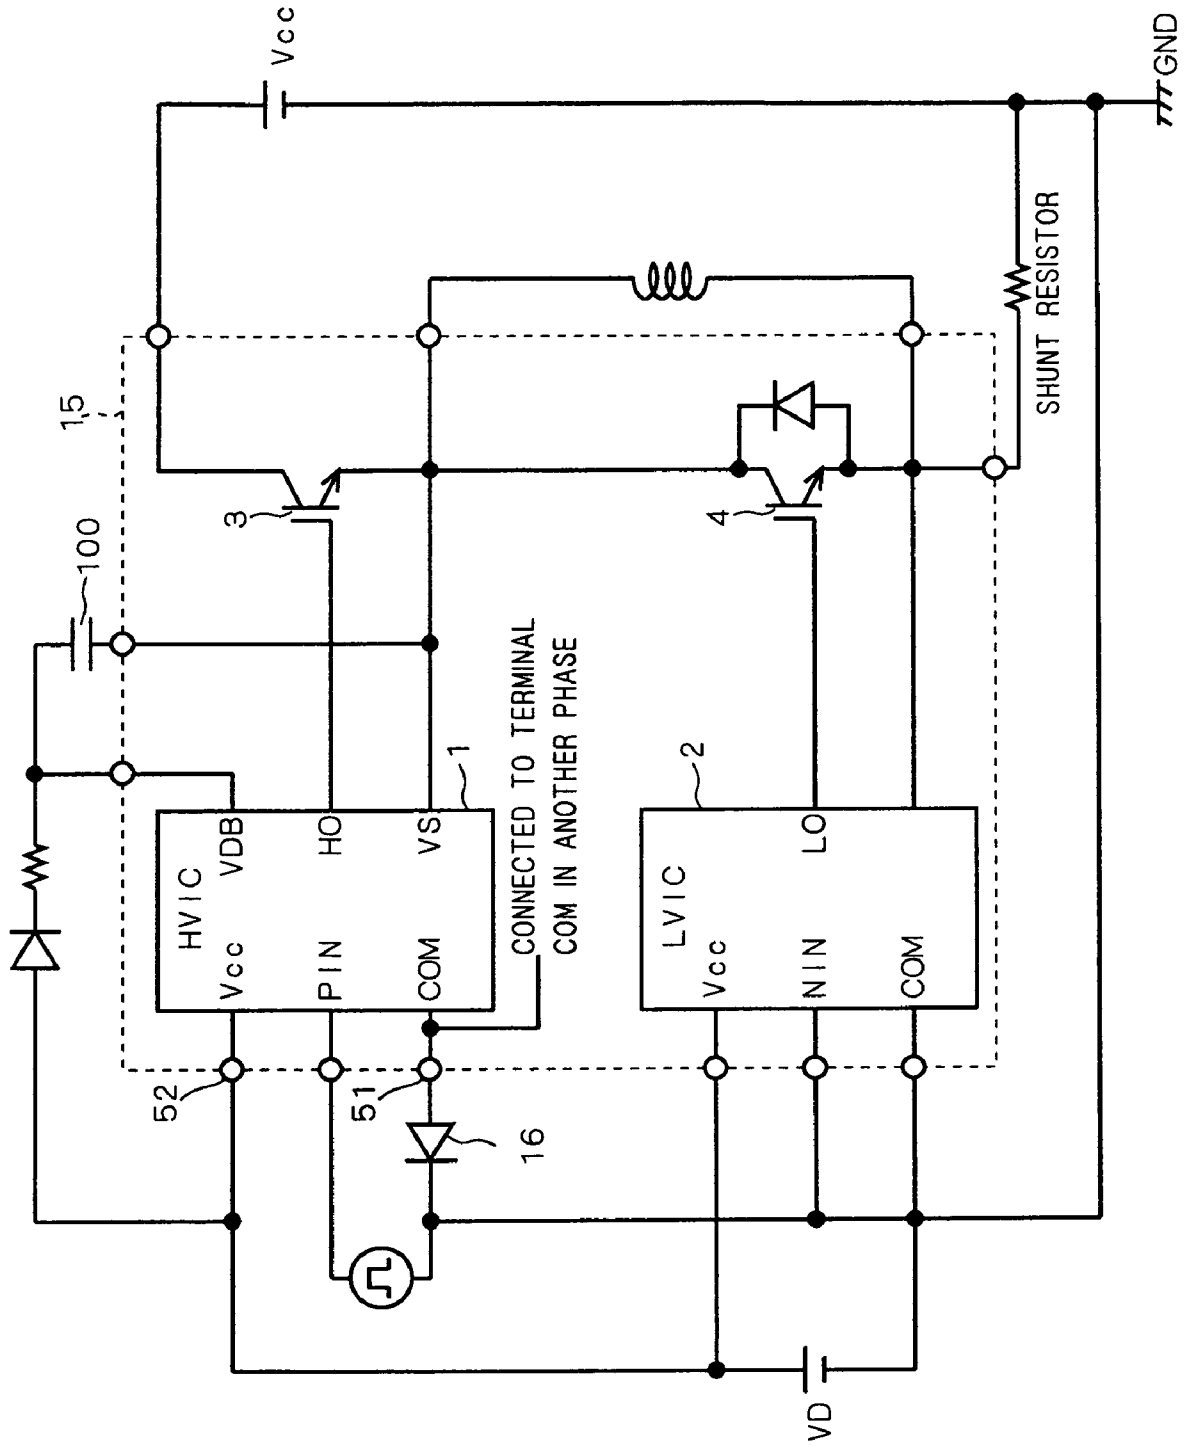 Vcc
GND
SHUNT RESISTOR
15
100
3
4
HVIC
1
VDB
HO
VS
Vcc
PIN
COM
CONNECTED TO TERMINAL
COM IN ANOTHER PHASE
LVIC
2
LO
Vcc
NIN
COM
52
51
16
VD